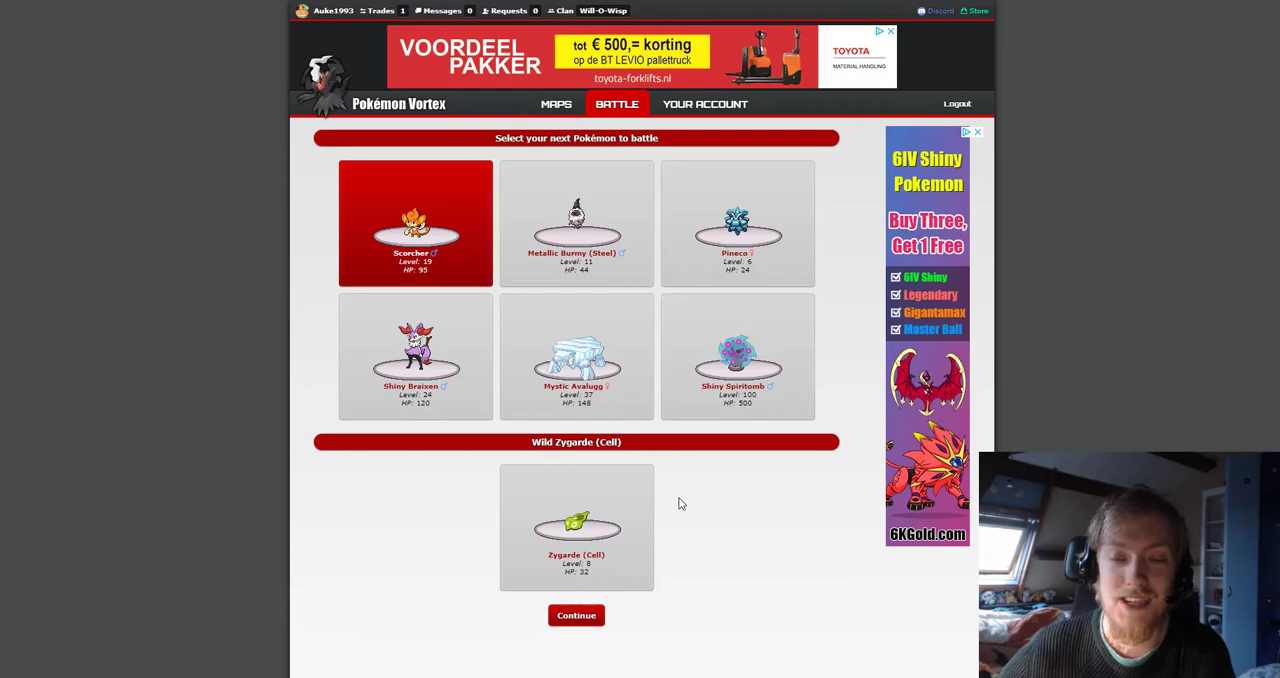 Auke1993 Trades 1 Messages 0 Requests 0 Clan Will-O-Wisp Discord Store
VOORDEEL
PAKKER
tot € 500,= korting
op de BT LEVIO pallettruck
toyota-forklifts.nl
TOYOTA
MATERIAL HANDLING
Pokémon Vortex MAPS BATTLE YOUR ACCOUNT Logout
Select your next Pokémon to battle
Scorcher ♂
Level: 19
HP: 95
Metallic Burmy (Steel) ♂
Level: 11
HP: 44
Pineco ♀
Level: 6
HP: 24
Shiny Braixen ♂
Level: 24
HP: 120
Mystic Avalugg ♀
Level: 37
HP: 148
Shiny Spiritomb ♂
Level: 100
HP: 500
Wild Zygarde (Cell)
Zygarde (Cell)
Level: 8
HP: 32
Continue
6IV Shiny
Pokemon
Buy Three,
Get 1 Free
6IV Shiny
Legendary
Gigantamax
Master Ball
6KGold.com